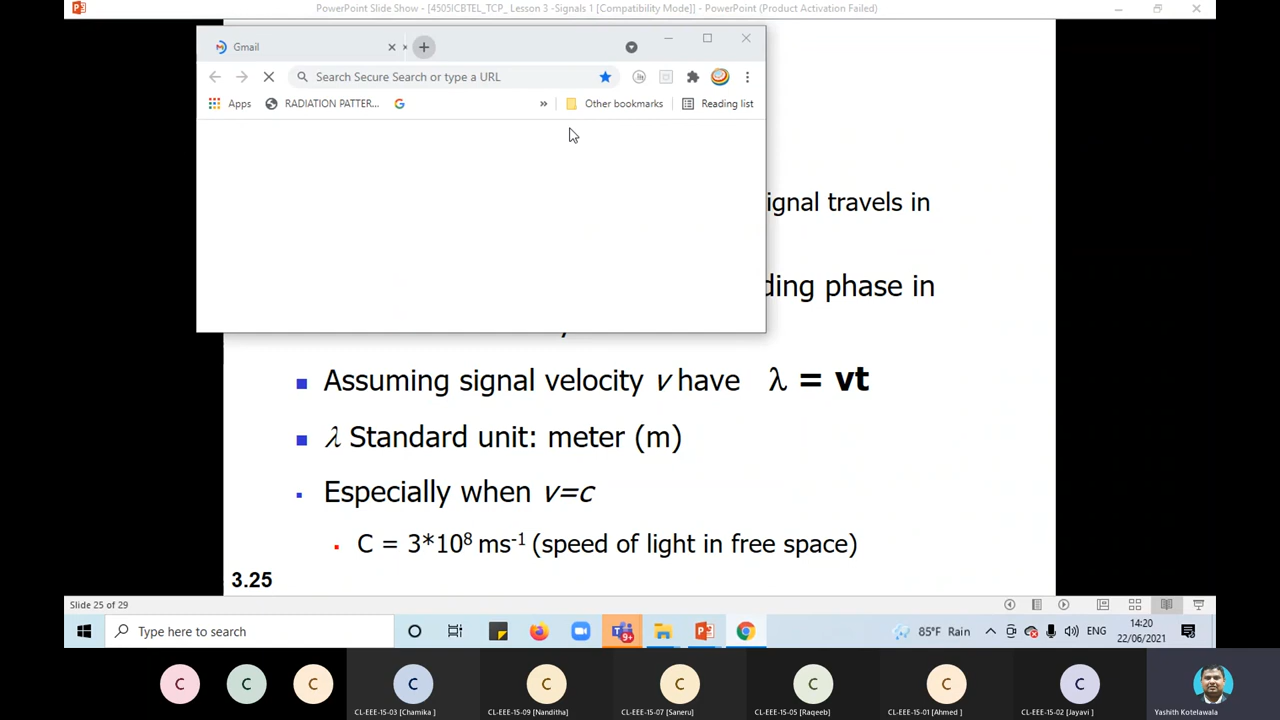 PowerPoint Slide Show - [4505ICBTEL_TCP_ Lesson 3 -Signals 1 [Compatibility Mode]] - PowerPoint (Product Activation Failed)
Gmail
Search Secure Search or type a URL
Apps
RADIATION PATTER...
Other bookmarks
Reading list
ignal travels in
ding phase in
Assuming signal velocity v have λ = vt
λ Standard unit: meter (m)
Especially when v=c
C = 3*10⁸ ms⁻¹ (speed of light in free space)
3.25
Slide 25 of 29
Type here to search
9+
85°F Rain
ENG
14:20
22/06/2021
C
C
C
C
C
C
C
C
C
CL-EEE-15-03 [Chamika ]
CL-EEE-15-09 [Nanditha]
CL-EEE-15-07 [Saneru]
CL-EEE-15-05 [Raqeeb]
CL-EEE-15-01 [Ahmed ]
CL-EEE-15-02 [Jayavi ]
Yashith Kotelawala